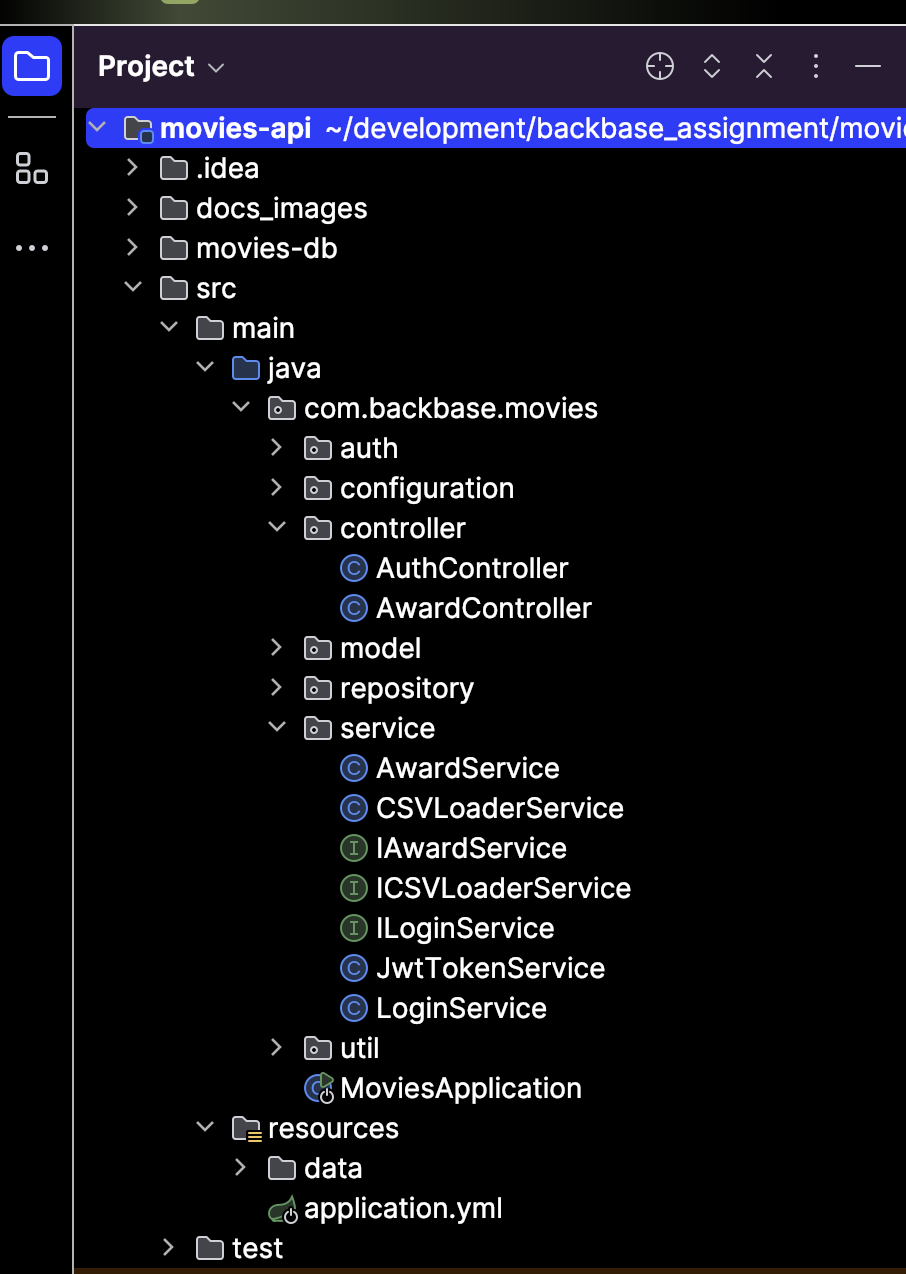 Project
movies-api ~/development/backbase_assignment/movie
.idea
docs_images
movies-db
src
main
java
com.backbase.movies
auth
configuration
controller
C AuthController
C AwardController
model
repository
service
C AwardService
C CSVLoaderService
I IAwardService
I ICSVLoaderService
I ILoginService
C JwtTokenService
C LoginService
util
C MoviesApplication
resources
data
application.yml
test